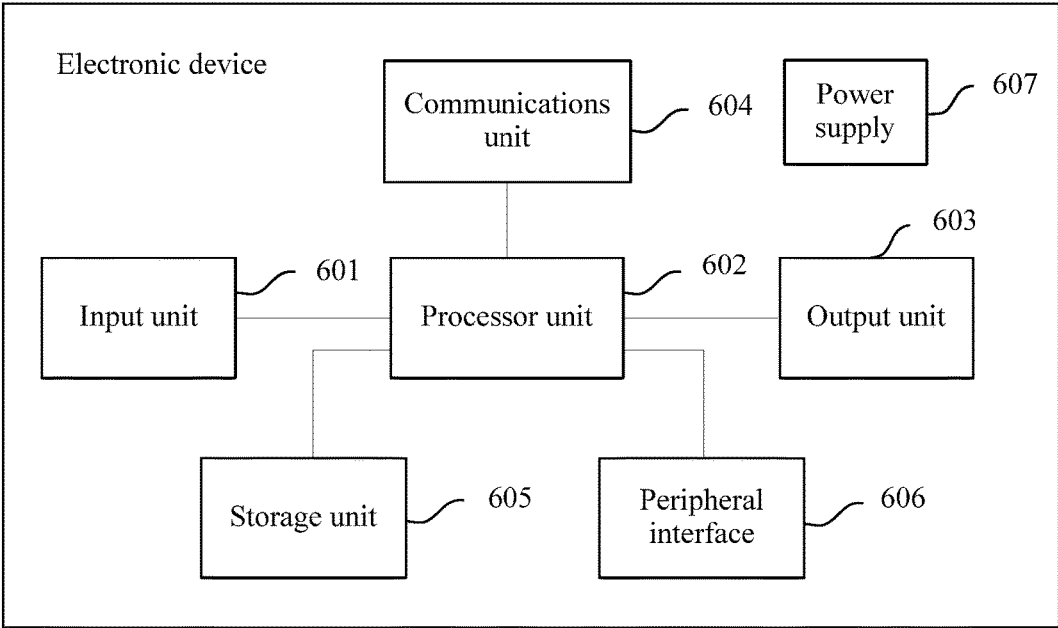 Electronic device
Communications
unit
604
Power
supply
607
Input unit
601
Processor unit
602
Output unit
603
Storage unit
605
Peripheral
interface
606